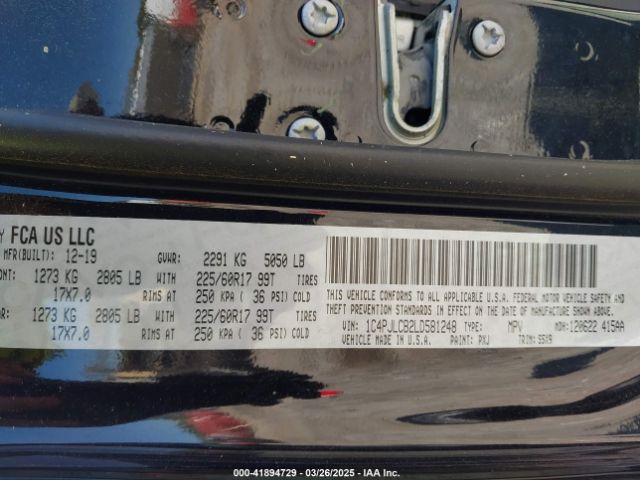 FCA US LLC
MFR(BUILT): 12-19 GVWR: 2291 KG 5050 LB
1273 KG 2805 LB WITH 225/60R17 99T TIRES
17X7.0 RIMS AT 250 KPA ( 36 PSI) COLD
1273 KG 2805 LB WITH 225/60R17 99T TIRES
17X7.0 RIMS AT 250 KPA ( 36 PSI) COLD
THIS VEHICLE CONFORMS TO ALL APPLICABLE U.S.A. FEDERAL MOTOR VEHICLE SAFETY AND
THEFT PREVENTION STANDARDS IN EFFECT ON THE DATE OF MANUFACTURE SHOWN ABOVE.
VIN: 1C4PJLCB2LD581248 TYPE: MPV MDH:120622 415AA
VEHICLE MADE IN U.S.A. PAINT: PXJ TRIM:
000-41894729 - 03/26/2025 - IAA Inc.